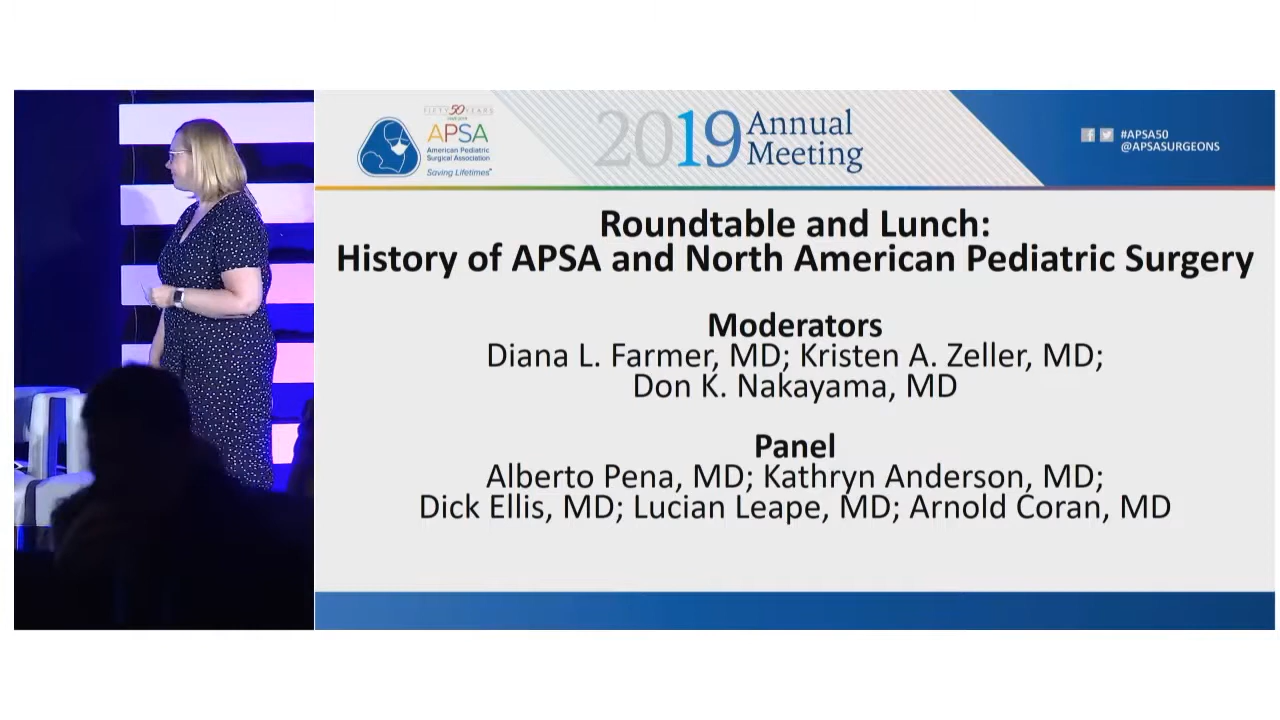 FIFTY 50 YEARS
APSA
American Pediatric
Surgical Association
Saving Lifetimes
2019 Annual
Meeting
#APSA50
@APSASURGEONS
Roundtable and Lunch:
History of APSA and North American Pediatric Surgery
Moderators
Diana L. Farmer, MD; Kristen A. Zeller, MD;
Don K. Nakayama, MD
Panel
Alberto Pena, MD; Kathryn Anderson, MD;
Dick Ellis, MD; Lucian Leape, MD; Arnold Coran, MD